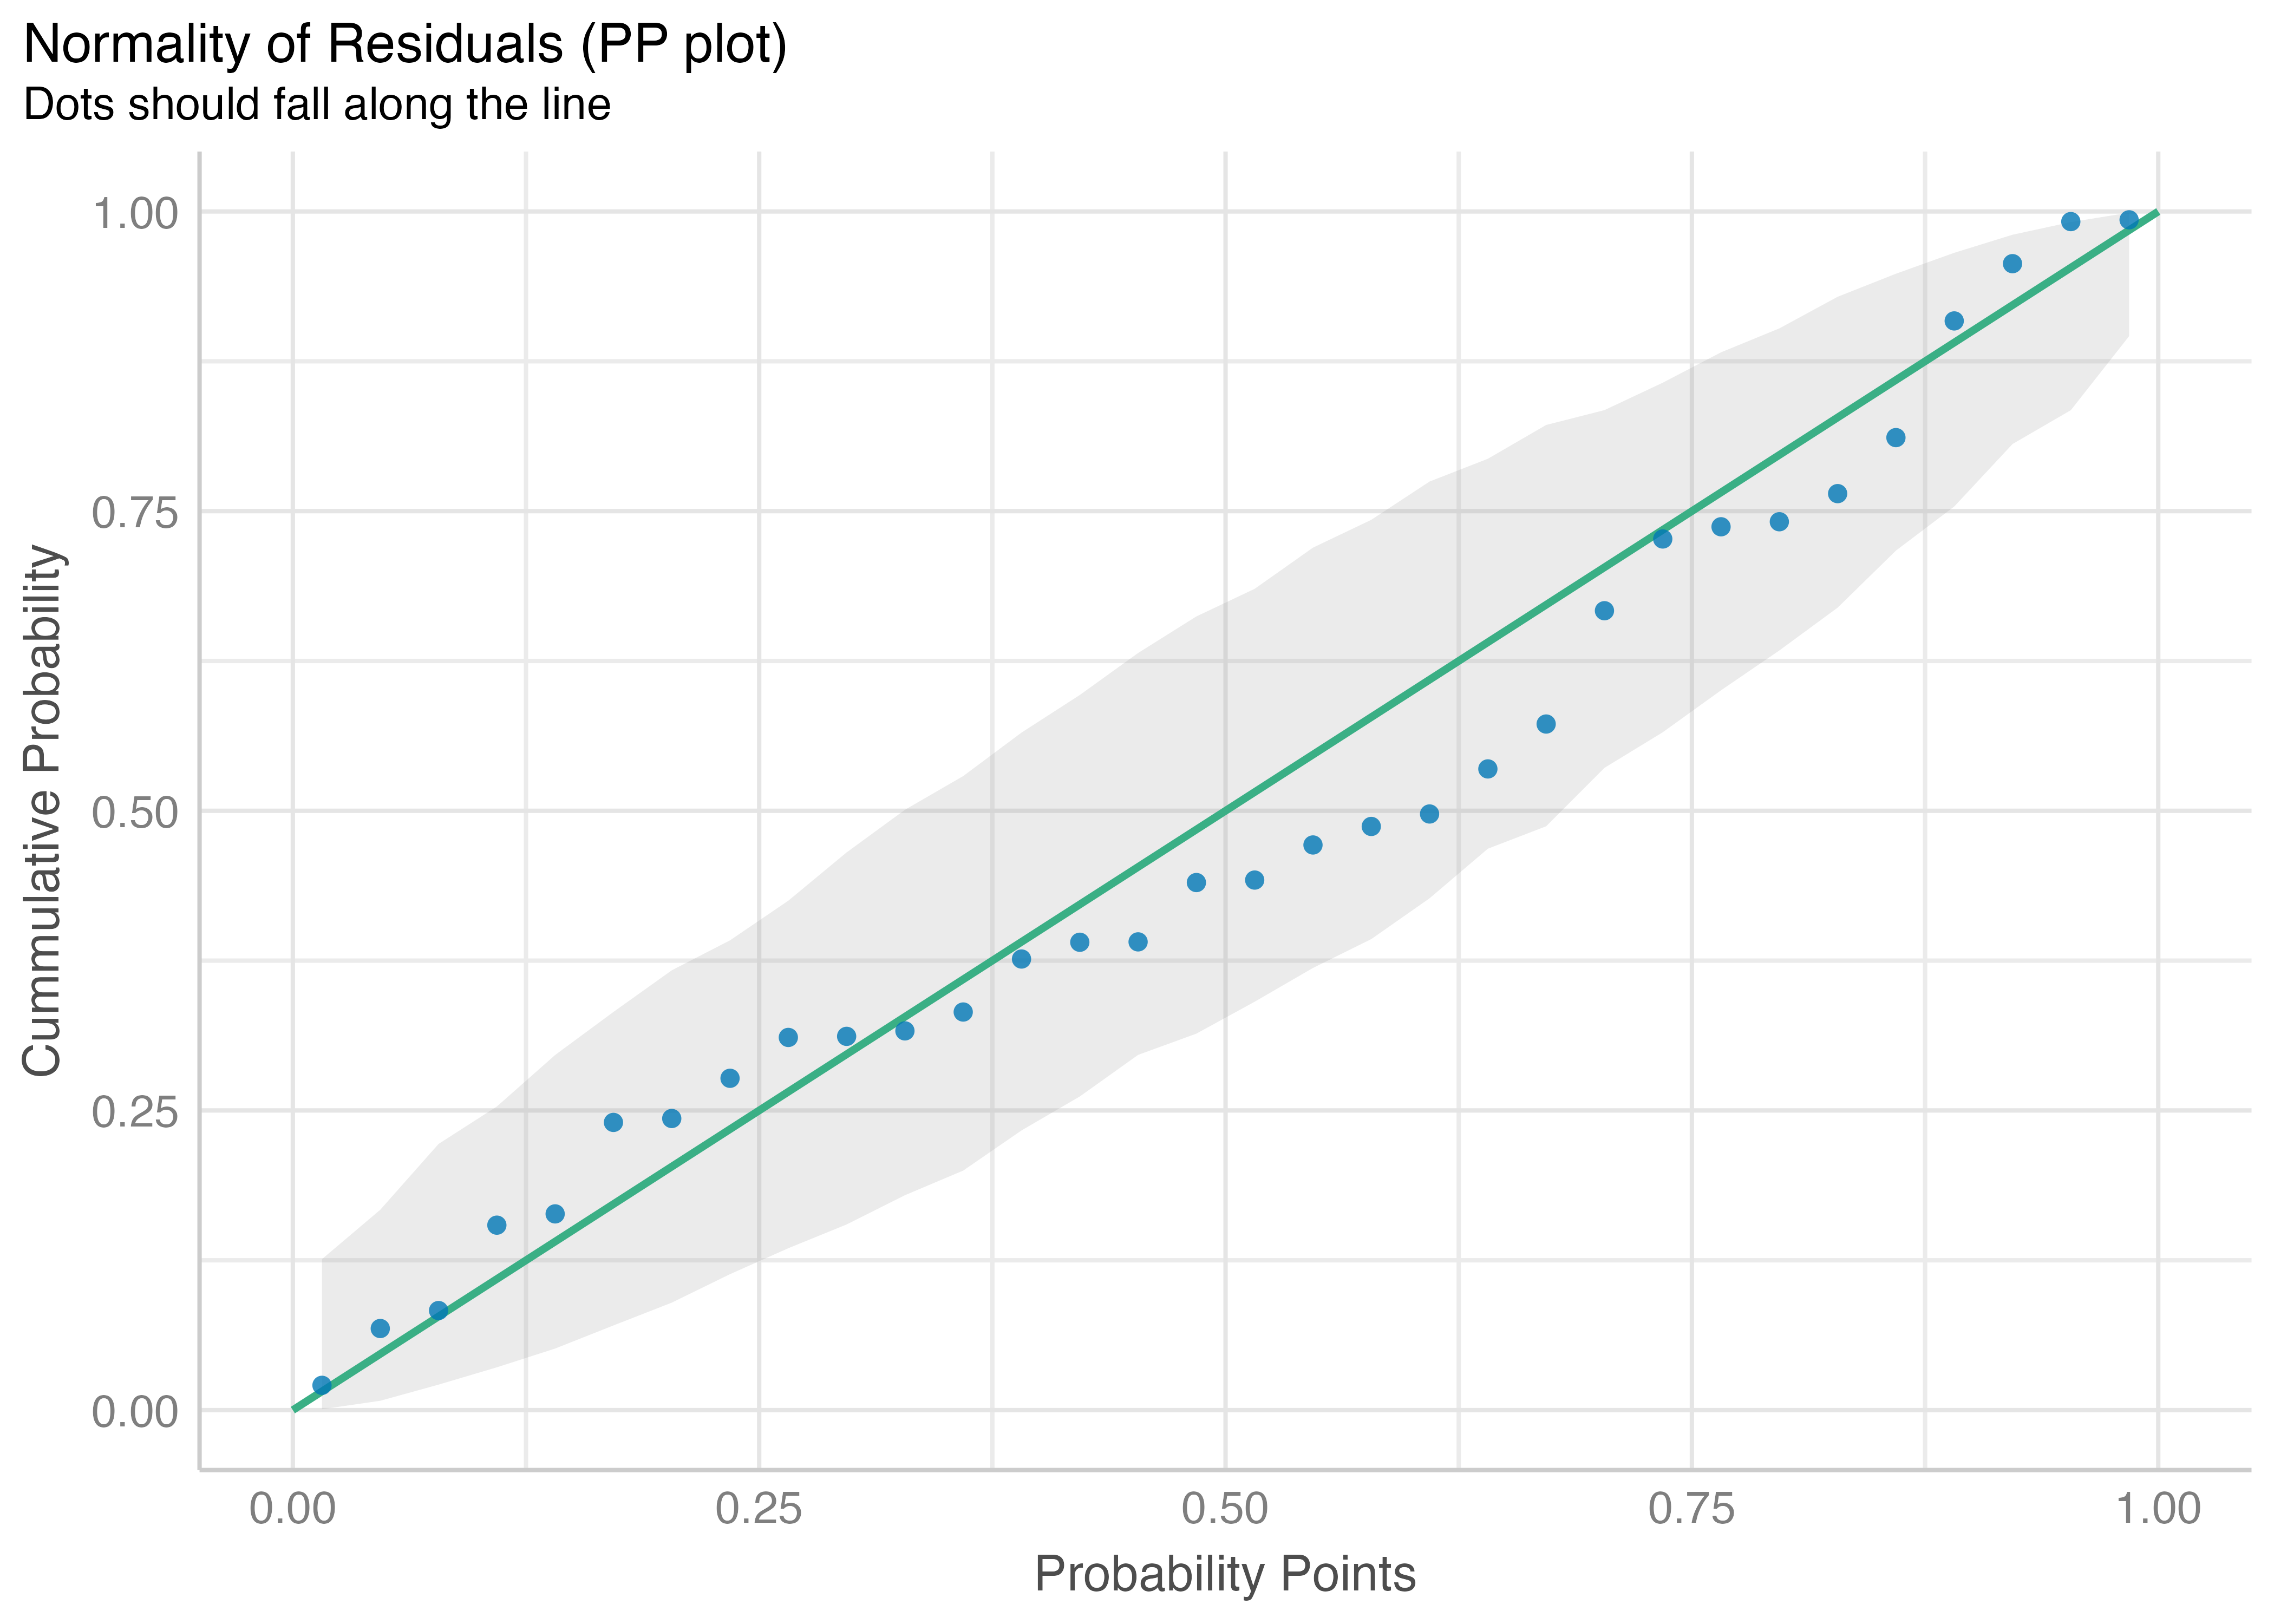 Normality of Residuals (PP plot)
Dots should fall along the line
Cummulative Probability
1.00
0.75
0.50
0.25
0.00
0.00 0.25 0.50 0.75 1.00
Probability Points